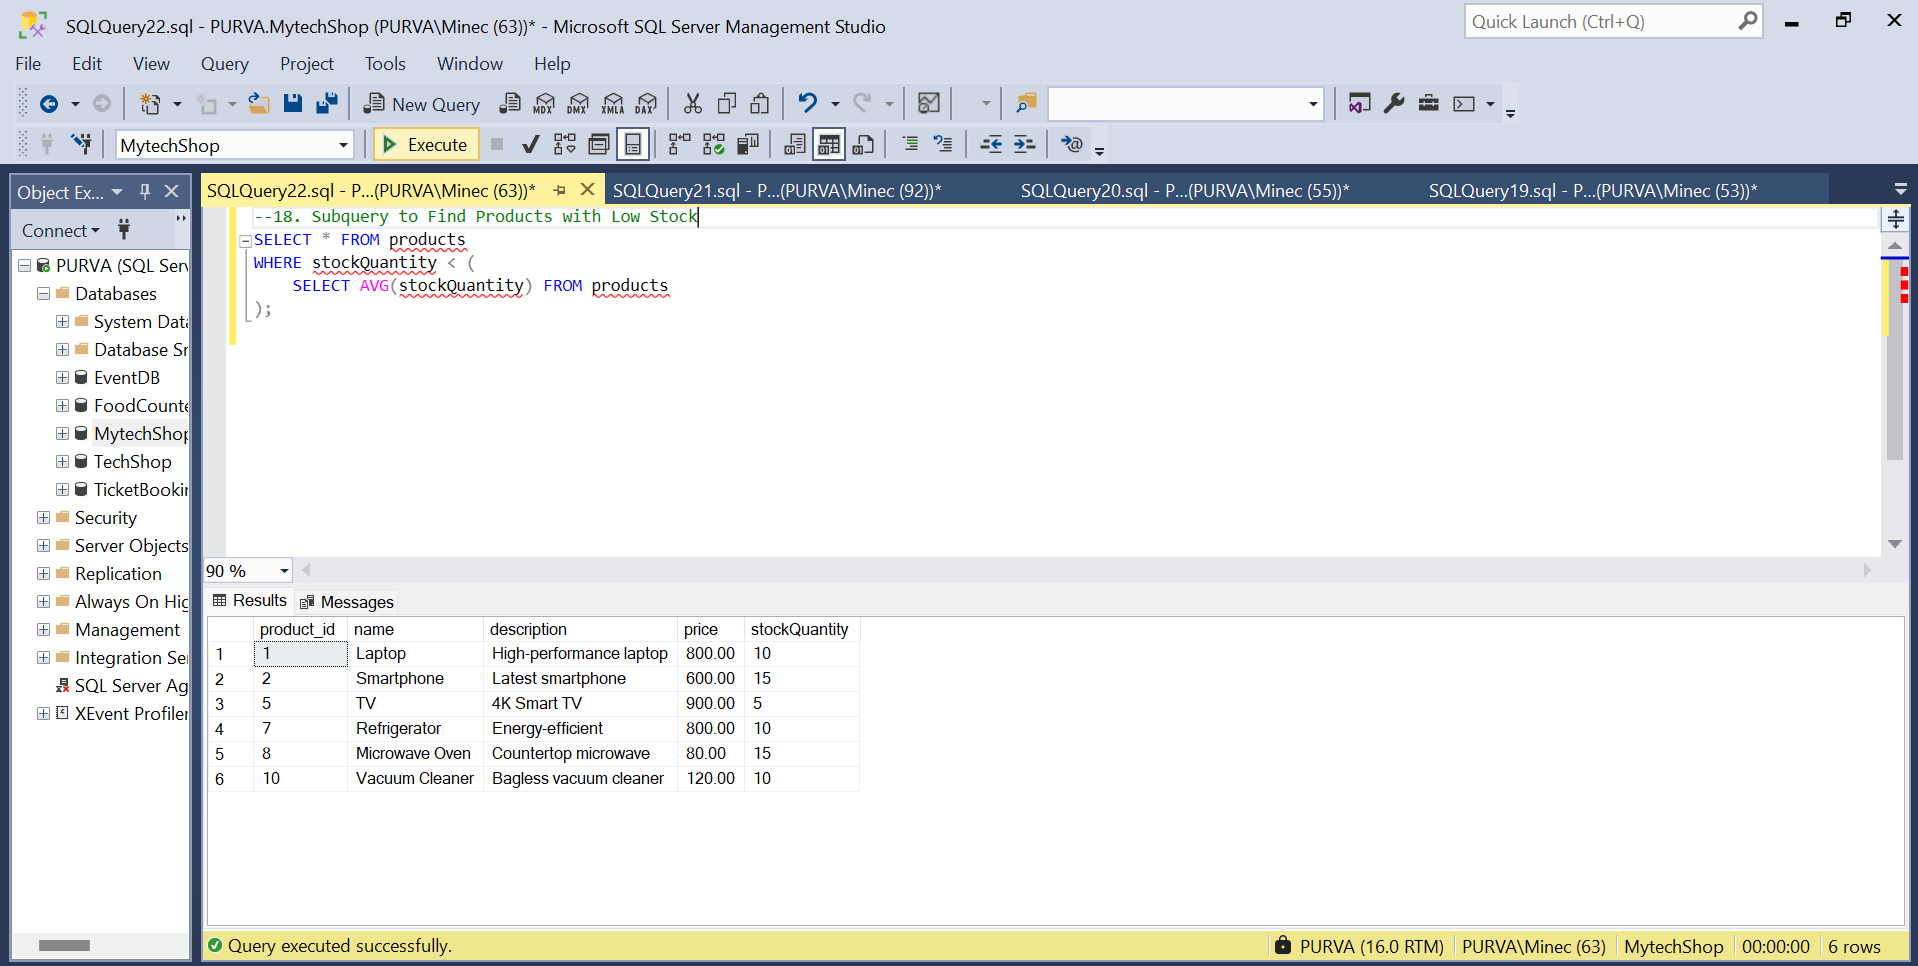 SQLQuery22.sql - PURVA.MytechShop (PURVA\Minec (63))* - Microsoft SQL Server Management Studio
Quick Launch (Ctrl+Q)
File Edit View Query Project Tools Window Help
New Query MDX DMX XMLA DAX
MytechShop Execute
Object Ex...
SQLQuery22.sql - P...(PURVA\Minec (63))* SQLQuery21.sql - P...(PURVA\Minec (92))* SQLQuery20.sql - P...(PURVA\Minec (55))* SQLQuery19.sql - P...(PURVA\Minec (53))*
Connect
PURVA (SQL Serv
Databases
System Data
Database Sn
EventDB
FoodCounte
MytechShop
TechShop
TicketBookin
Security
Server Objects
Replication
Always On Hig
Management
Integration Se
SQL Server Ag
XEvent Profiler
--18. Subquery to Find Products with Low Stock
SELECT * FROM products
WHERE stockQuantity < (
SELECT AVG(stockQuantity) FROM products
);
90 %
Results Messages
product_id name description price stockQuantity
1 1 Laptop High-performance laptop 800.00 10
2 2 Smartphone Latest smartphone 600.00 15
3 5 TV 4K Smart TV 900.00 5
4 7 Refrigerator Energy-efficient 800.00 10
5 8 Microwave Oven Countertop microwave 80.00 15
6 10 Vacuum Cleaner Bagless vacuum cleaner 120.00 10
Query executed successfully.
PURVA (16.0 RTM) PURVA\Minec (63) MytechShop 00:00:00 6 rows